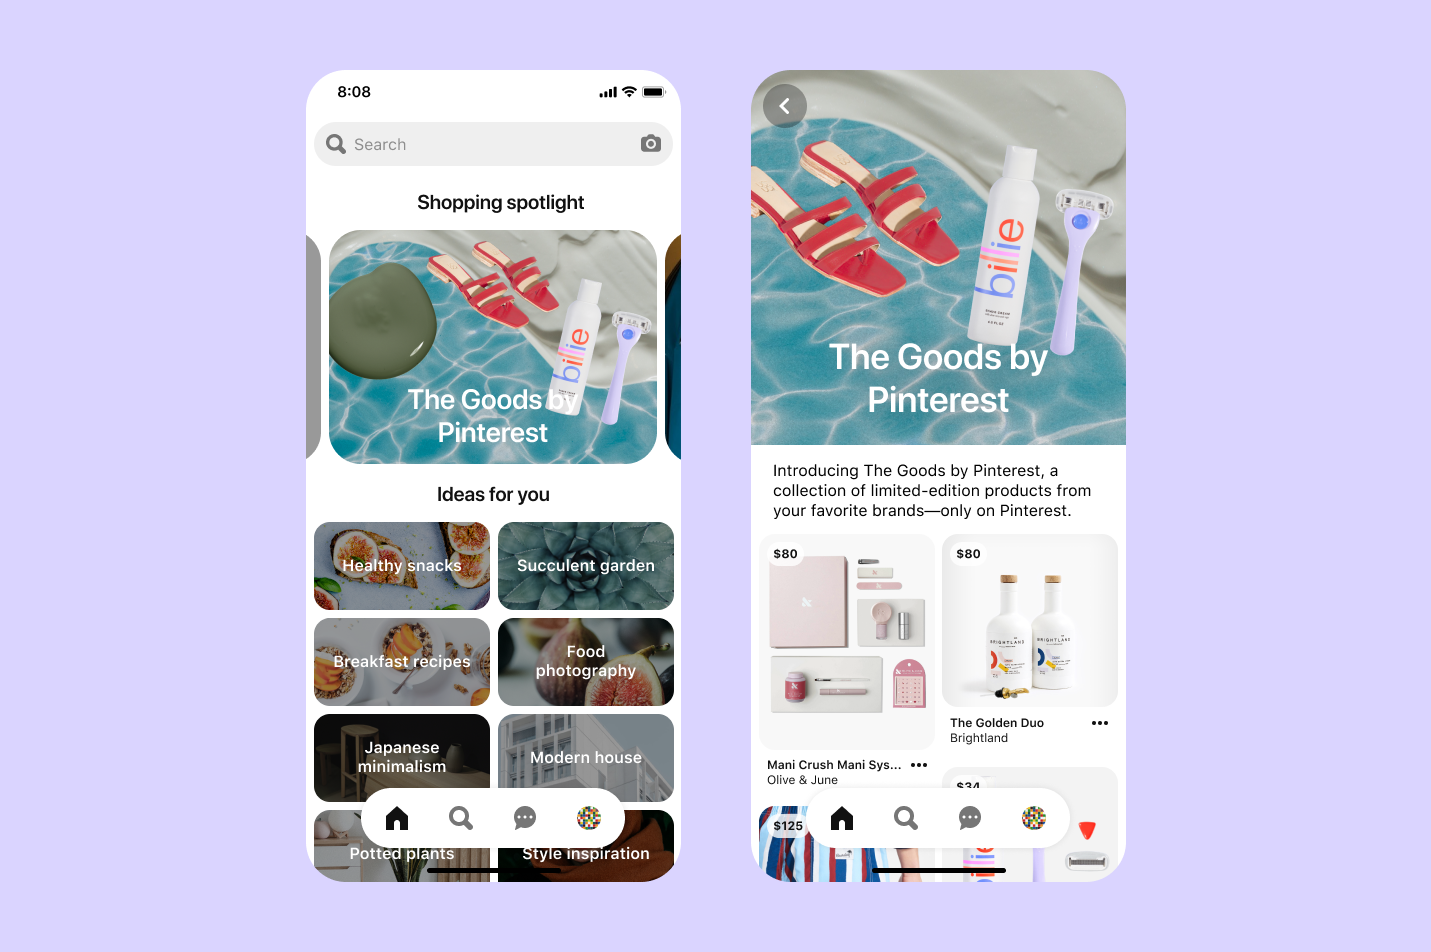 8:08
Search
Shopping spotlight
billie
The Goods by
Pinterest
Ideas for you
Healthy snacks
Succulent garden
Breakfast recipes
Food
photography
Japanese
minimalism
Modern house
Potted plants
Style inspiration
billie
The Goods by
Pinterest
Introducing The Goods by Pinterest, a
collection of limited-edition products from
your favorite brands—only on Pinterest.
$80
Mani Crush Mani Sys...
Olive & June
$80
BRIGHTLAND
BRIGHTLAND
The Golden Duo
Brightland
$125
$34